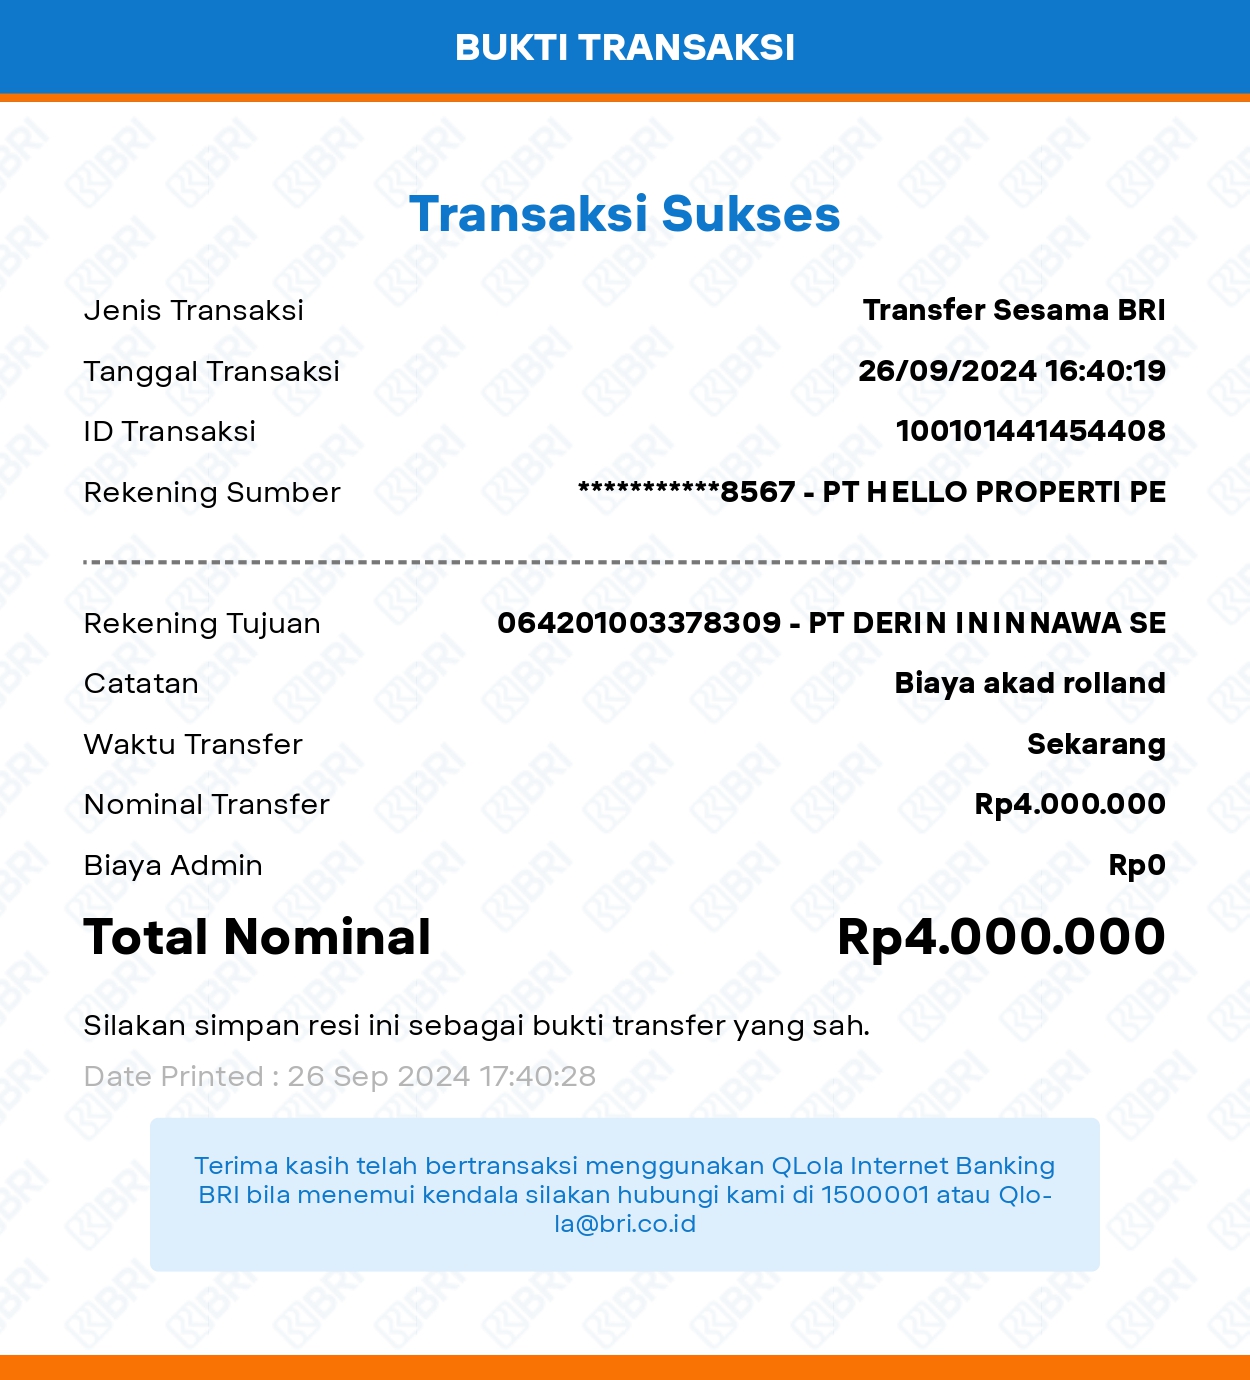 BUKTI TRANSAKSI
Transaksi Sukses
Jenis Transaksi Transfer Sesama BRI
Tanggal Transaksi 26/09/2024 16:40:19
ID Transaksi 100101441454408
Rekening Sumber ***********8567 - PT HELLO PROPERTI PE
Rekening Tujuan 064201003378309 - PT DERIN ININNAWA SE
Catatan Biaya akad rolland
Waktu Transfer Sekarang
Nominal Transfer Rp4.000.000
Biaya Admin Rp0
Total Nominal Rp4.000.000
Silakan simpan resi ini sebagai bukti transfer yang sah.
Date Printed : 26 Sep 2024 17:40:28
Terima kasih telah bertransaksi menggunakan QLola Internet Banking
BRI bila menemui kendala silakan hubungi kami di 1500001 atau Qlo-
la@bri.co.id